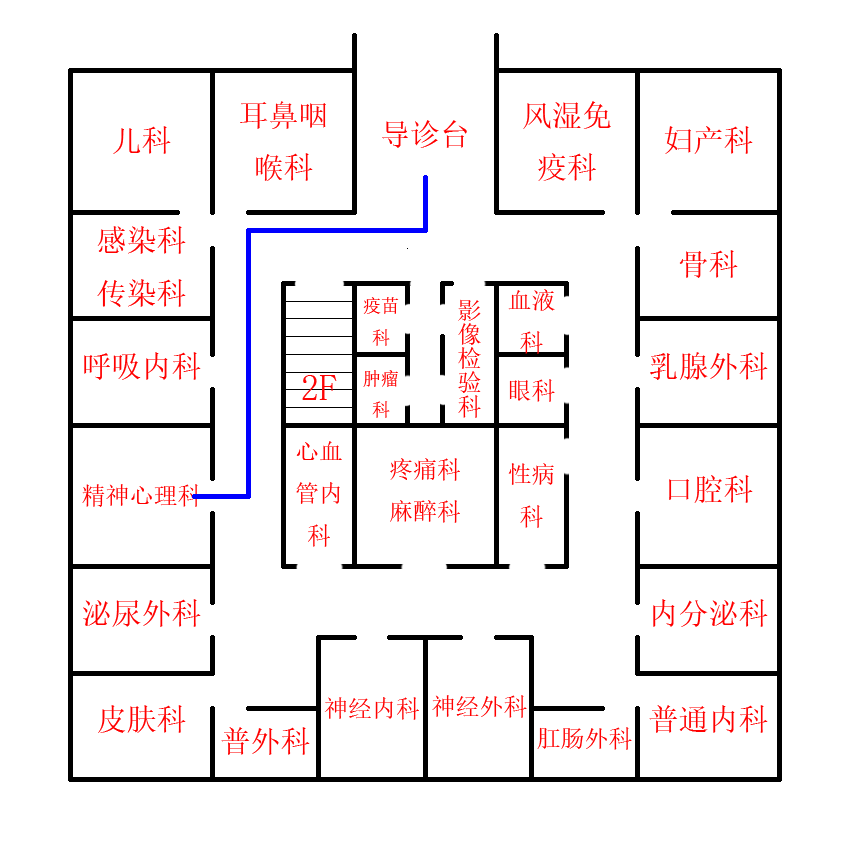 儿科
耳鼻咽
喉科
导诊台
风湿免
疫科
妇产科
感染科
传染科
骨科
疫苗
科
影像检验科
血液
科
呼吸内科
2F
肿瘤
科
眼科
乳腺外科
心血
管内
科
疼痛科
麻醉科
性病
科
精神心理科
口腔科
泌尿外科
内分泌科
皮肤科
普外科
神经内科
神经外科
肛肠外科
普通内科